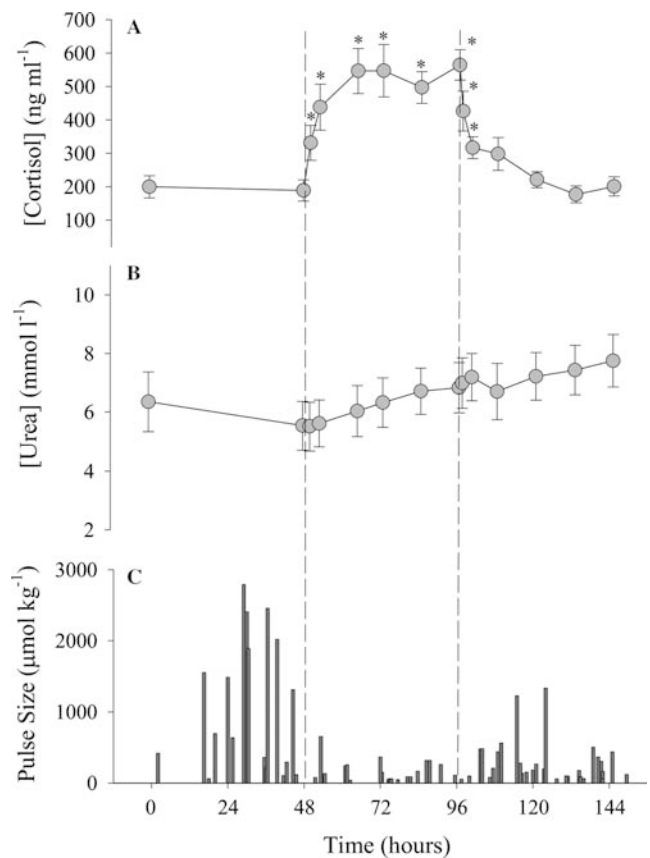 A
[Cortisol] (ng ml⁻¹)
700
600
500
400
300
200
100
* * * * * * * *
B
[Urea] (mmol l⁻¹)
10
8
6
4
2
C
Pulse Size (µmol kg⁻¹)
3000
2000
1000
0
0 24 48 72 96 120 144
Time (hours)